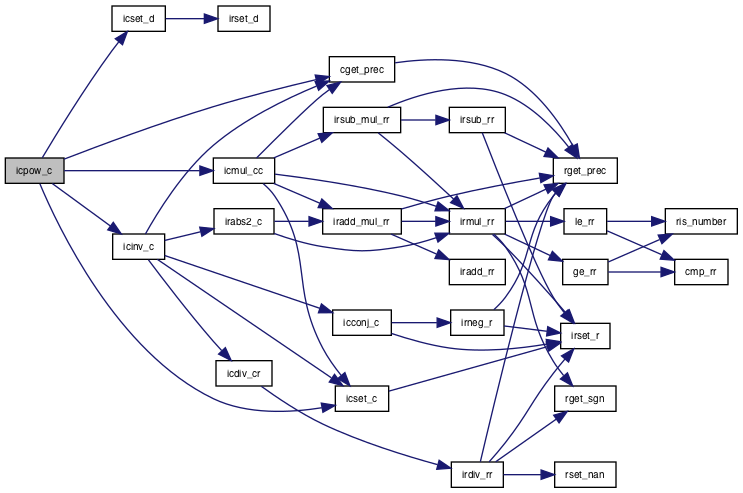 icset_d
irset_d
cget_prec
irsub_mul_rr
irsub_rr
icpow_c
icmul_cc
rget_prec
irabs2_c
iradd_mul_rr
irmul_rr
le_rr
ris_number
icinv_c
iradd_rr
ge_rr
cmp_rr
icconj_c
irneg_r
irset_r
icdiv_cr
icset_c
rget_sgn
irdiv_rr
rset_nan